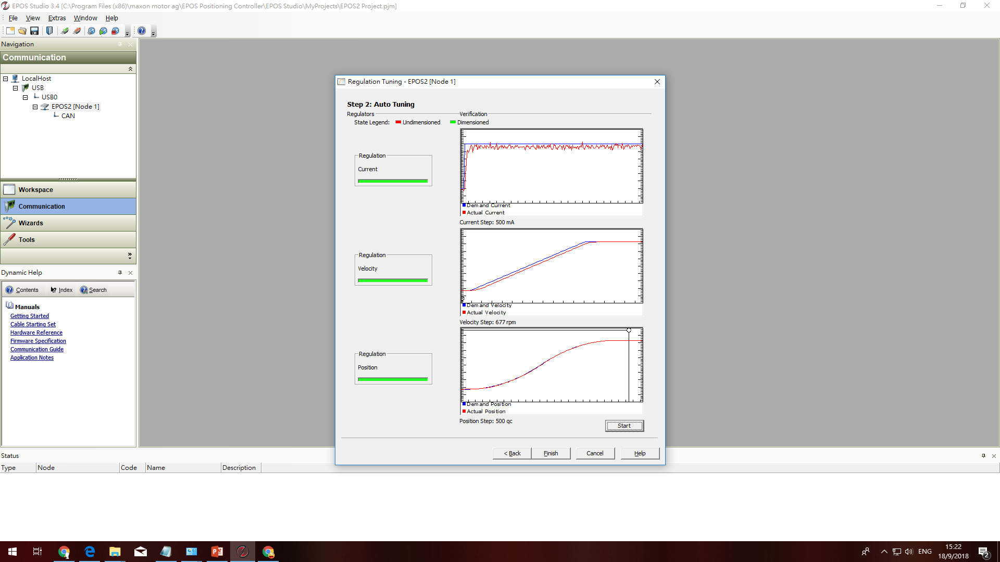 EPOS Studio 3.4 [C:\Program Files (x86)\maxon motor ag\EPOS Positioning Controller\EPOS Studio\MyProjects\EPOS2 Project.pjm]
File View Extras Window Help
Navigation
Communication
LocalHost
USB
USB0
EPOS2 [Node 1]
CAN
Workspace
Communication
Wizards
Tools
Dynamic Help
Contents Index Search
Manuals
Getting Started
Cable Starting Set
Hardware Reference
Firmware Specification
Communication Guide
Application Notes
Regulation Tuning - EPOS2 [Node 1]
Step 2: Auto Tuning
Regulators Verification
State Legend: Undimensioned Dimensioned
Regulation
Current
Demand Current
Actual Current
Current Step: 500 mA
Regulation
Velocity
Demand Velocity
Actual Velocity
Velocity Step: 677 rpm
Regulation
Position
Demand Position
Actual Position
Position Step: 500 qc
Start
< Back Finish Cancel Help
Status
Type Node Code Name Description
ENG
15:22
18/9/2018
2